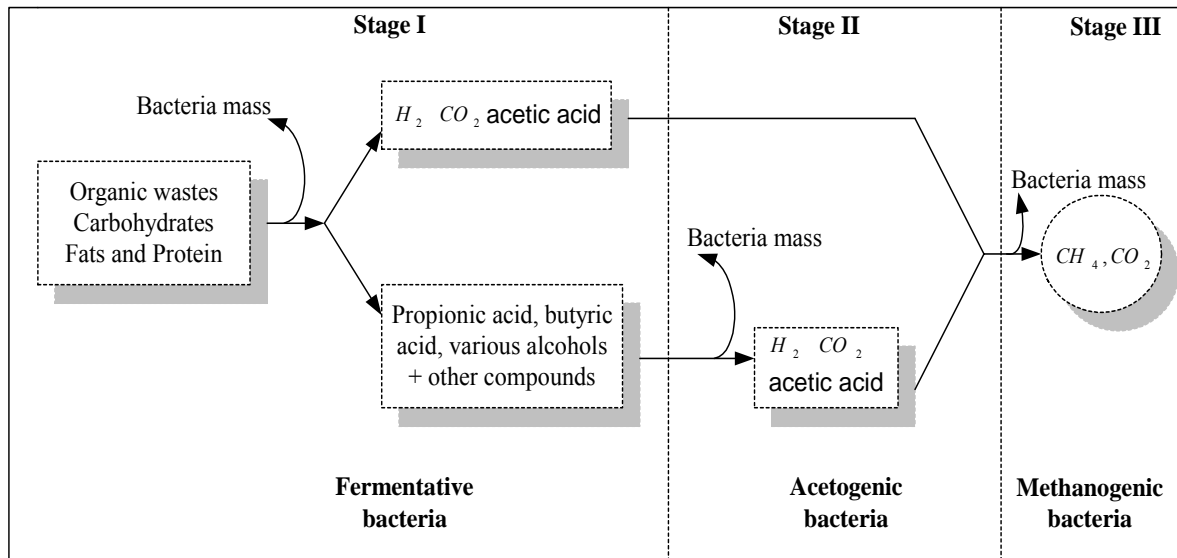 Stage I
Stage II
Stage III
Bacteria mass
H₂ CO₂ acetic acid
Organic wastes
Carbohydrates
Fats and Protein
Propionic acid, butyric
acid, various alcohols
+ other compounds
Bacteria mass
H₂ CO₂
acetic acid
Bacteria mass
CH₄, CO₂
Fermentative
bacteria
Acetogenic
bacteria
Methanogenic
bacteria